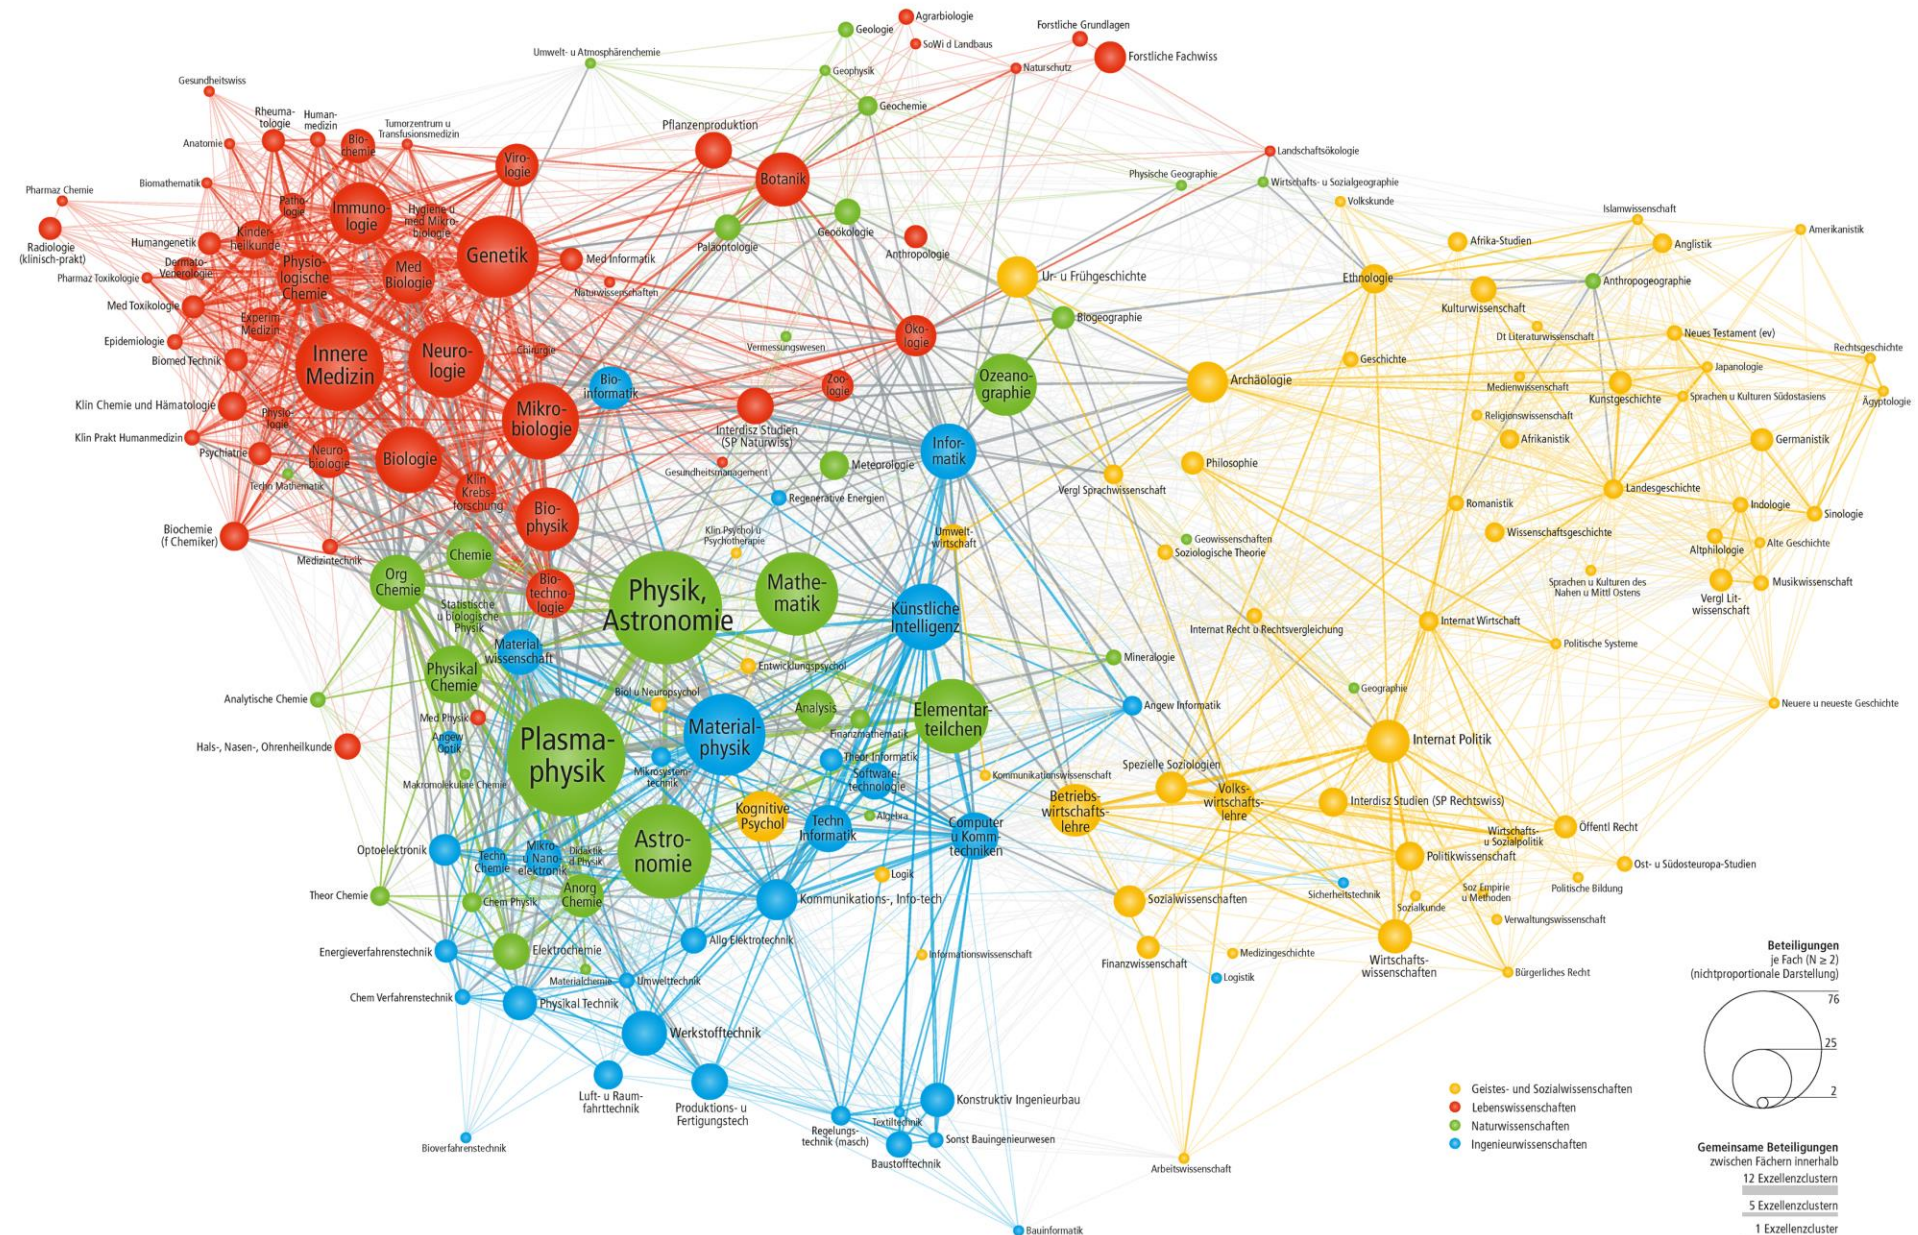 Agrarbiologie
Geologie
SoWi d Landbaus
Forstliche Grundlagen
Forstliche Fachwiss
Umwelt- u Atmosphärenchemie
Geophysik
Naturschutz
Gesundheitswiss
Geochemie
Rheuma-
tologie
Human-
medizin
Bio-
chemie
Tumorzentrum u
Transfusionsmedizin
Pflanzenproduktion
Anatomie
Viro-
logie
Botanik
Landschaftsökologie
Physische Geographie
Wirtschafts- u Sozialgeographie
Biomathematik
Pharmaz Chemie
Volkskunde
Patho-
logie
Immuno-
logie
Hygiene u
med Mikro-
biologie
Islamwissenschaft
Radiologie
(klinisch-prakt)
Humangenetik
Kinder-
heilkunde
Genetik
Paläontologie
Geoökologie
Anthropologie
Afrika-Studien
Anglistik
Amerikanistik
Dermato-
Venerologie
Physio-
logische
Chemie
Med
Biologie
Med Informatik
Naturwissenschaften
Ur- u Frühgeschichte
Ethnologie
Anthropogeographie
Pharmaz Toxikologie
Med Toxikologie
Kulturwissenschaft
Experim
Medizin
Biogeographie
Epidemiologie
Öko-
logie
Vermessungswesen
Dt Literaturwissenschaft
Neues Testament (ev)
Rechtsgeschichte
Biomed Technik
Innere
Medizin
Neuro-
logie
Chirurgie
Geschichte
Japanologie
Bio-
informatik
Zoo-
logie
Ozeano-
graphie
Archäologie
Medienwissenschaft
Kunstgeschichte
Sprachen u Kulturen Südostasiens
Ägyptologie
Klin Chemie und Hämatologie
Physio-
logie
Mikro-
biologie
Interdisz Studien
(SP Naturwiss)
Religionswissenschaft
Klin Prakt Humanmedizin
Afrikanistik
Germanistik
Psychiatrie
Neuro-
biologie
Biologie
Infor-
matik
Gesundheitsmanagement
Meteorologie
Philosophie
Techn Mathematik
Klin
Krebs-
forschung
Regenerative Energien
Vergl Sprachwissenschaft
Landesgeschichte
Romanistik
Indologie
Sinologie
Biochemie
(f Chemiker)
Bio-
physik
Klin Psychol u
Psychotherapie
Umwelt-
wirtschaft
Geowissenschaften
Soziologische Theorie
Wissenschaftsgeschichte
Altphilologie
Alte Geschichte
Medizintechnik
Chemie
Org
Chemie
Bio-
techno-
logie
Physik,
Astronomie
Mathe-
matik
Sprachen u Kulturen des
Nahen u Mittl Ostens
Vergl Lit-
wissenschaft
Musikwissenschaft
Statistische
u biologische
Physik
Künstliche
Intelligenz
Internat Recht u Rechtsvergleichung
Internat Wirtschaft
Material-
wissenschaft
Politische Systeme
Mineralogie
Physikal
Chemie
Entwicklungspsychol
Geographie
Analytische Chemie
Biol u Neuropsychol
Analysis
Elementar-
teilchen
Angew Informatik
Neuere u neueste Geschichte
Med Physik
Material-
physik
Finanzmathematik
Hals-, Nasen-, Ohrenheilkunde
Angew
Optik
Plasma-
physik
Internat Politik
Theor Informatik
Makromolekulare Chemie
Mikrosystem-
technik
Software-
technologie
Kommunikationswissenschaft
Spezielle Soziologien
Betriebs-
wirtschafts-
lehre
Volks-
wirtschafts-
lehre
Interdisz Studien (SP Rechtswiss)
Kognitive
Psychol
Techn
Informatik
Algebra
Computer
u Komm-
techniken
Wirtschafts-
u Sozialpolitik
Öffentl Recht
Optoelektronik
Techn
Chemie
Mikro-
u Nano-
elektronik
Didaktik
d Physik
Astro-
nomie
Politikwissenschaft
Ost- u Südosteuropa-Studien
Logik
Politische Bildung
Theor Chemie
Chem Physik
Anorg
Chemie
Kommunikations-, Info-tech
Sozialwissenschaften
Sicherheitstechnik
Sozialkunde
Soz Empirie
u Methoden
Verwaltungswissenschaft
Energieverfahrenstechnik
Elektrochemie
Allg Elektrotechnik
Informationswissenschaft
Finanzwissenschaft
Medizingeschichte
Wirtschafts-
wissenschaften
Bürgerliches Recht
Materialchemie
Umwelttechnik
Logistik
Chem Verfahrenstechnik
Physikal Technik
Werkstofftechnik
Luft- u Raum-
fahrttechnik
Produktions- u
Fertigungstech
Konstruktiv Ingenieurbau
Textiltechnik
Regelungs-
technik (masch)
Sonst Bauingenieurwesen
Bioverfahrenstechnik
Baustofftechnik
Arbeitswissenschaft
Bauinformatik
Beteiligungen
je Fach (N ≥ 2)
(nichtproportionale Darstellung)
76
25
2
Geistes- und Sozialwissenschaften
Lebenswissenschaften
Naturwissenschaften
Ingenieurwissenschaften
Gemeinsame Beteiligungen
zwischen Fächern innerhalb
12 Exzellenzclustern
5 Exzellenzclustern
1 Exzellenzcluster